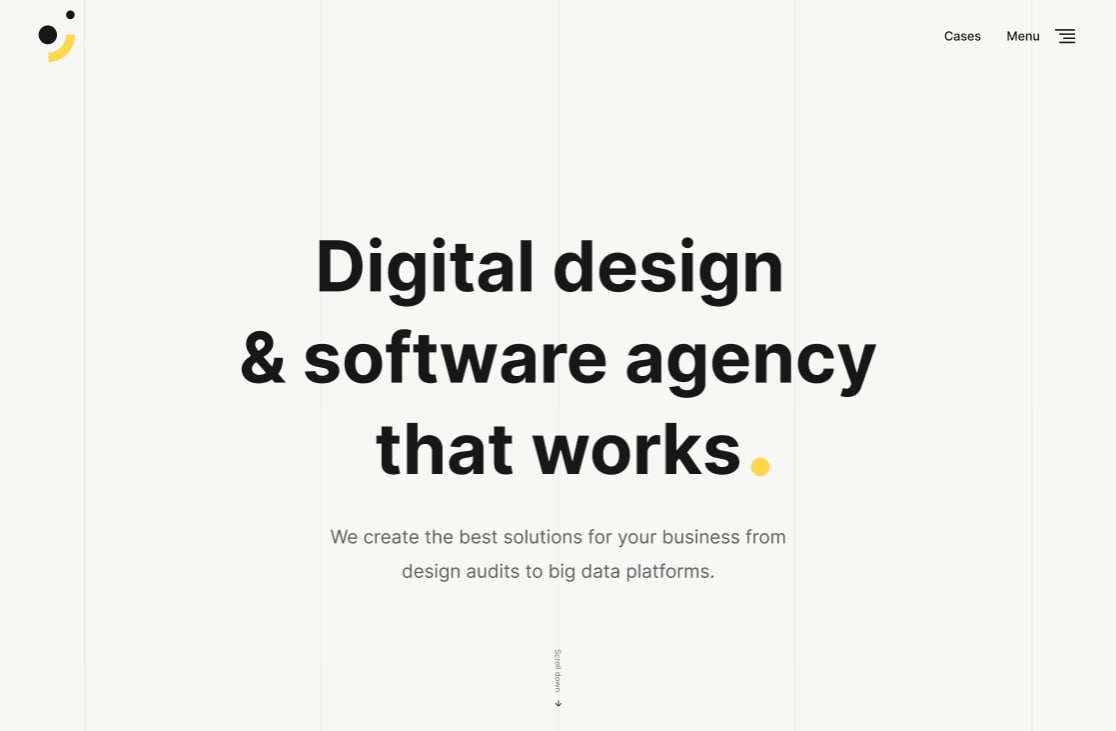 Cases Menu
Digital design
& software agency
that works.
We create the best solutions for your business from
design audits to big data platforms.
Scroll down